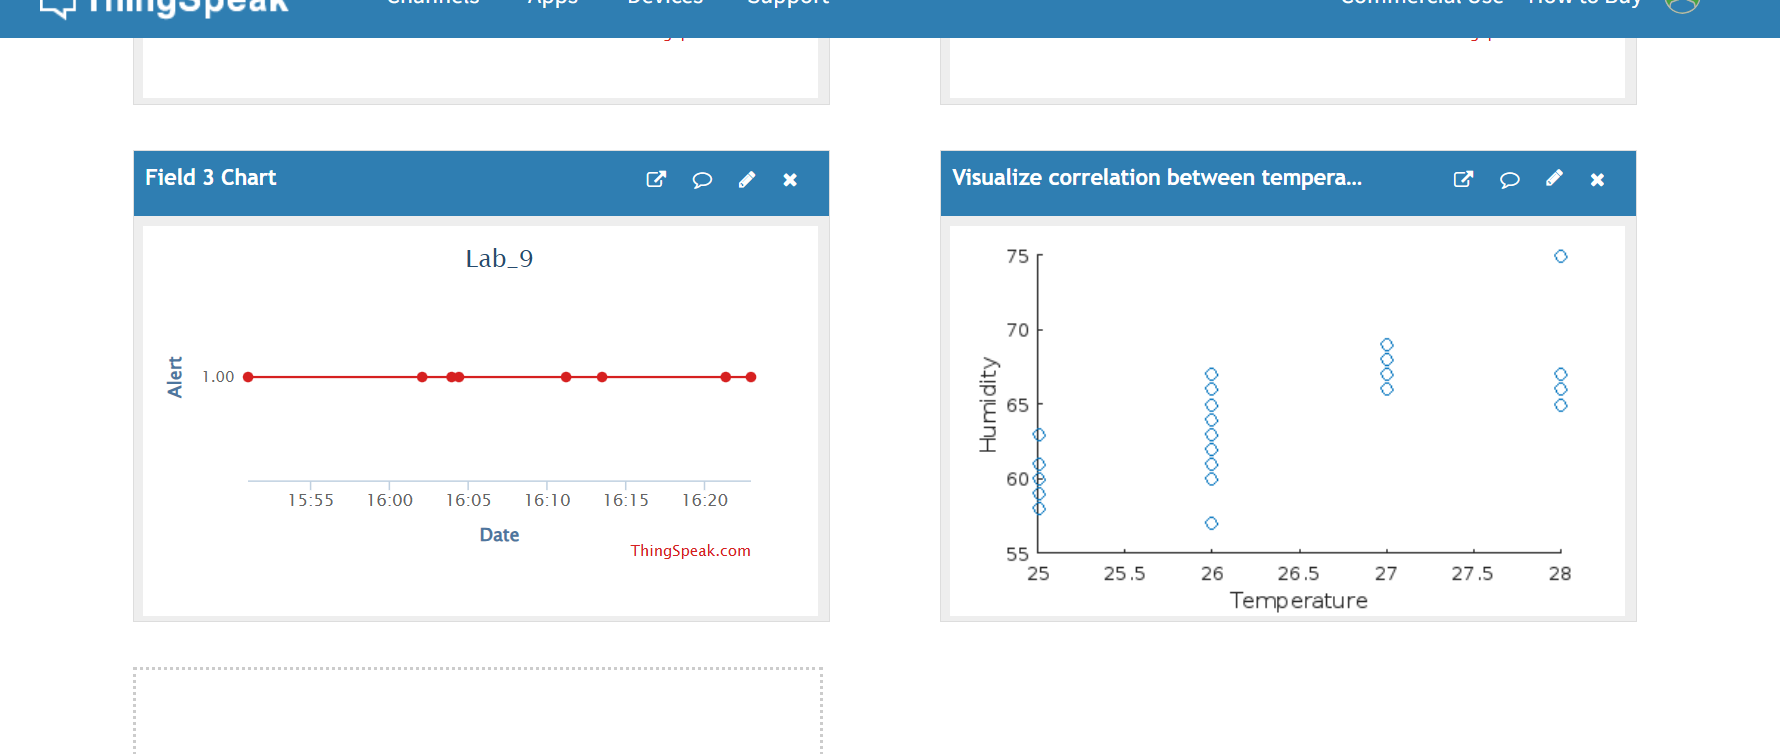 ThingSpeak Channels Apps Devices Support Commercial Use How to Buy
Field 3 Chart
Lab_9
Alert
1.00
15:55 16:00 16:05 16:10 16:15 16:20
Date
ThingSpeak.com
Visualize correlation between tempera...
75
70
65
60
55
Humidity
25 25.5 26 26.5 27 27.5 28
Temperature